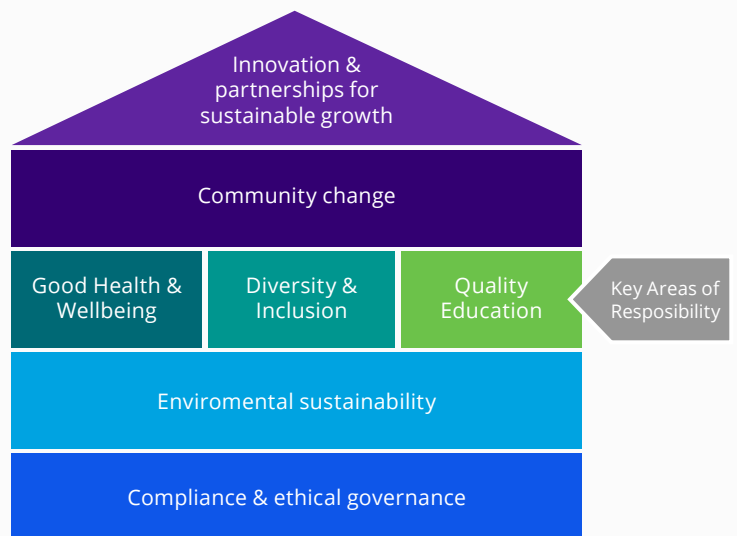 Innovation &
partnerships for
sustainable growth
Community change
Good Health &
Wellbeing
Diversity &
Inclusion
Quality
Education
Key Areas of
Resposibility
Enviromental sustainability
Compliance & ethical governance